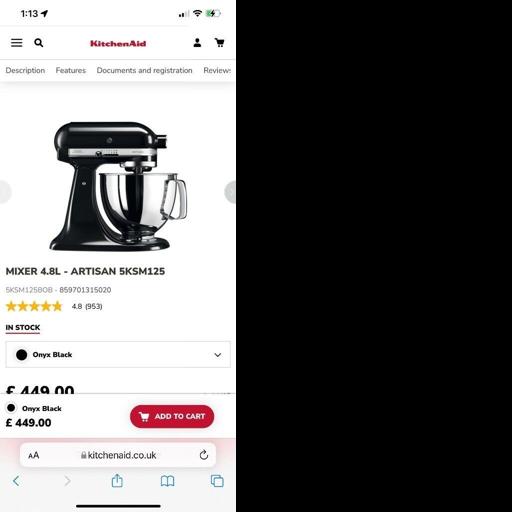 1:13
KitchenAid
Description Features Documents and registration Reviews
MIXER 4.8L - ARTISAN 5KSM125
5KSM125BOB - 859701315020
4.8 (953)
IN STOCK
Onyx Black
£ 449.00
Onyx Black
£ 449.00
ADD TO CART
AA kitchenaid.co.uk